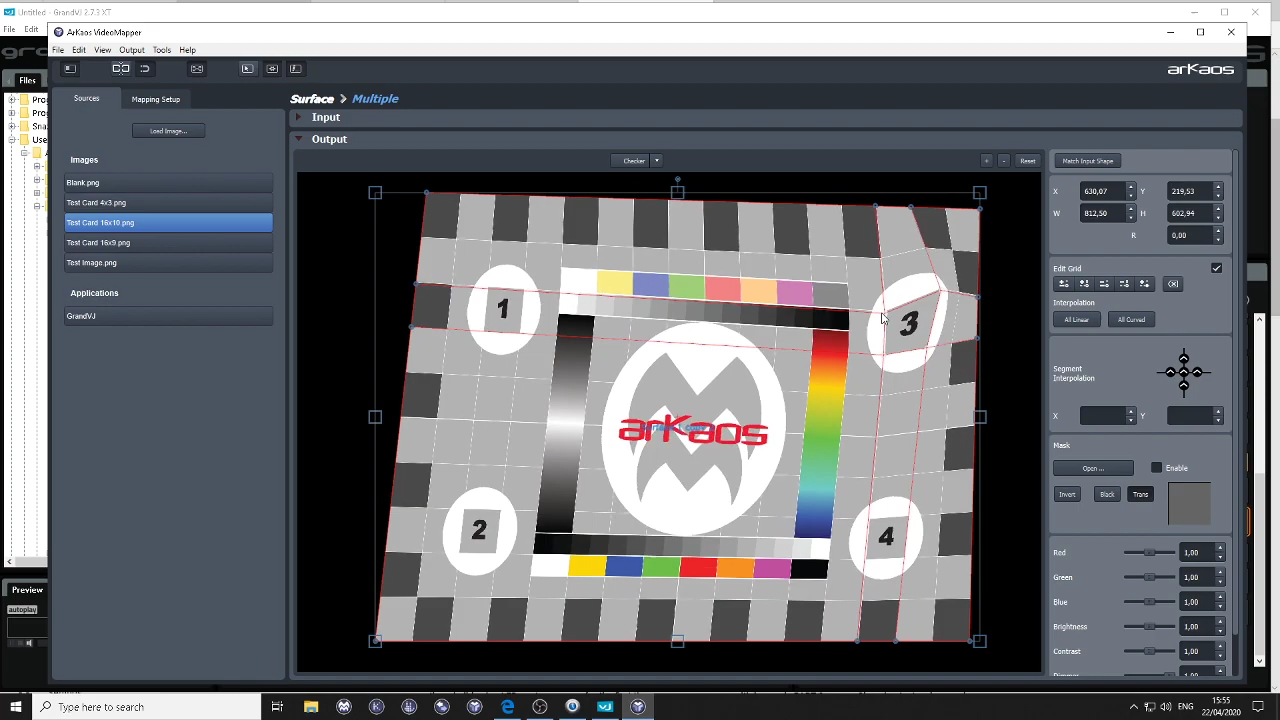 Untitled - GrandVJ 2.7.3 XT
File Edit
ArKaos VideoMapper
File Edit View Output Tools Help
arkaos
Files
Sources
Mapping Setup
Surface > Multiple
Input
Load Image...
Output
Images
Checker
+
-
Reset
Match Input Shape
Blank.png
Test Card 4x3.png
Test Card 16x10.png
Test Card 16x9.png
Test Image.png
X 630,07 Y 219,53
W 812,50 H 602,94
R 0,00
Applications
GrandVJ
Edit Grid
Interpolation
All Linear
All Curved
1
3
Segment
Interpolation
X Y
arkaos
Mask
Open ...
Enable
Invert
Black
Trans
2
4
Red 1,00
Green 1,00
Blue 1,00
Brightness 1,00
Contrast 1,00
Preview
autoplay
Type here to search
ENG
15:55
22/04/2020